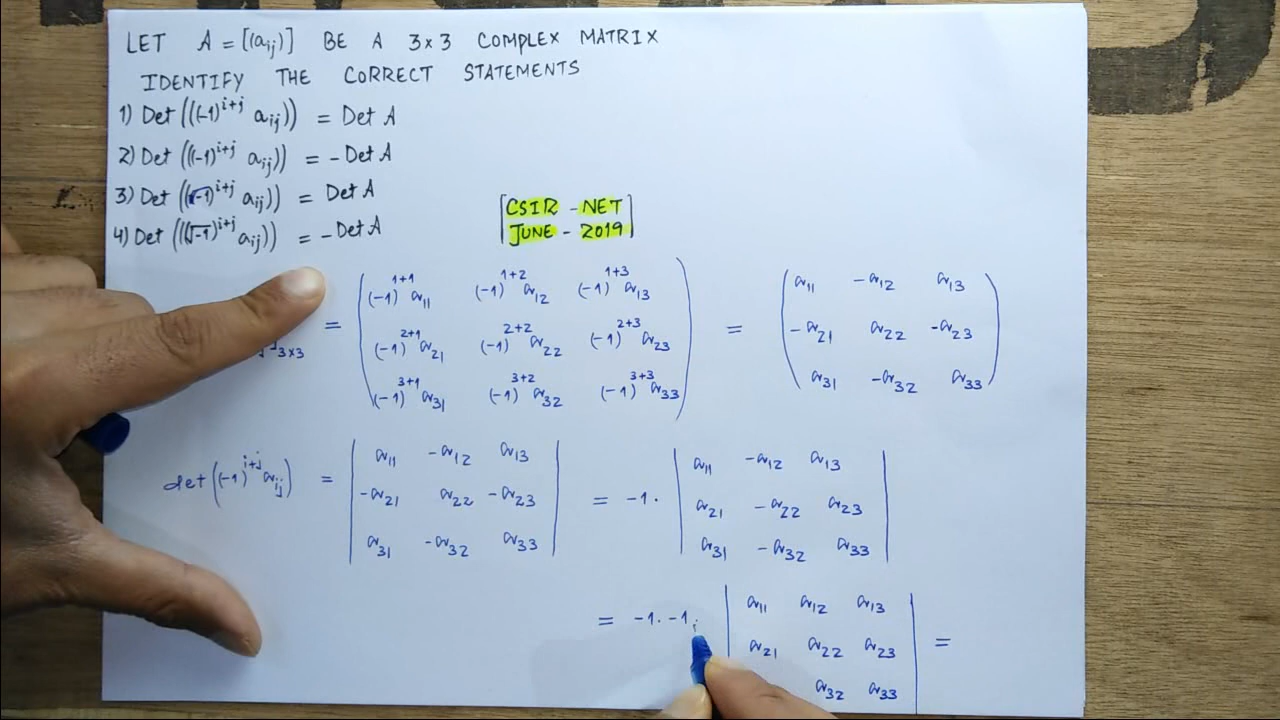 LET A = [(aij)] BE A 3×3 COMPLEX MATRIX
IDENTIFY THE CORRECT STATEMENTS
1) Det (((-1)^{i+j} aij)) = Det A
2) Det (((-1)^{i+j} aij)) = -Det A
3) Det (((√-1)^{i+j} aij)) = Det A
4) Det (((√-1)^{i+j} aij)) = -Det A
[CSIR - NET
JUNE - 2019]
3×3 = ( (-1)^{1+1} a11 (-1)^{1+2} a12 (-1)^{1+3} a13 = ( a11 -a12 a13
(-1)^{2+1} a21 (-1)^{2+2} a22 (-1)^{2+3} a23 -a21 a22 -a23
(-1)^{3+1} a31 (-1)^{3+2} a32 (-1)^{3+3} a33 ) a31 -a32 a33 )
det ((-1)^{i+j} aij) = | a11 -a12 a13 | = -1. | a11 -a12 a13 |
| -a21 a22 -a23 | | a21 -a22 a23 |
| a31 -a32 a33 | | a31 -a32 a33 |
= -1. -1. | a11 a12 a13 | =
| a21 a22 a23 |
a32 a33 |